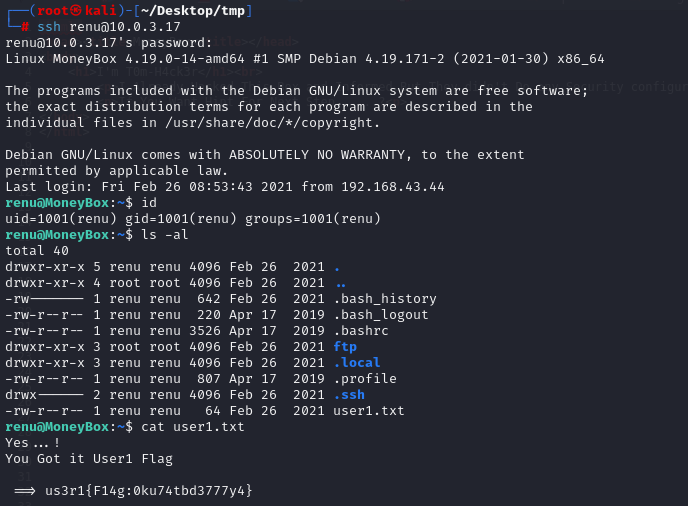 ┌──(root㉿kali)-[~/Desktop/tmp]
└─# ssh renu@10.0.3.17
renu@10.0.3.17's password:
Linux MoneyBox 4.19.0-14-amd64 #1 SMP Debian 4.19.171-2 (2021-01-30) x86_64
The programs included with the Debian GNU/Linux system are free software;
the exact distribution terms for each program are described in the
individual files in /usr/share/doc/*/copyright.
Debian GNU/Linux comes with ABSOLUTELY NO WARRANTY, to the extent
permitted by applicable law.
Last login: Fri Feb 26 08:53:43 2021 from 192.168.43.44
renu@MoneyBox:~$ id
uid=1001(renu) gid=1001(renu) groups=1001(renu)
renu@MoneyBox:~$ ls -al
total 40
drwxr-xr-x 5 renu renu 4096 Feb 26  2021 .
drwxr-xr-x 4 root root 4096 Feb 26  2021 ..
-rw------- 1 renu renu  642 Feb 26  2021 .bash_history
-rw-r--r-- 1 renu renu  220 Apr 17  2019 .bash_logout
-rw-r--r-- 1 renu renu 3526 Apr 17  2019 .bashrc
drwxr-xr-x 3 root root 4096 Feb 26  2021 ftp
drwxr-xr-x 3 renu renu 4096 Feb 26  2021 .local
-rw-r--r-- 1 renu renu  807 Apr 17  2019 .profile
drwx------ 2 renu renu 4096 Feb 26  2021 .ssh
-rw-r--r-- 1 renu renu   64 Feb 26  2021 user1.txt
renu@MoneyBox:~$ cat user1.txt
Yes...!
You Got it User1 Flag
==> us3r1{F14g:0ku74tbd3777y4}